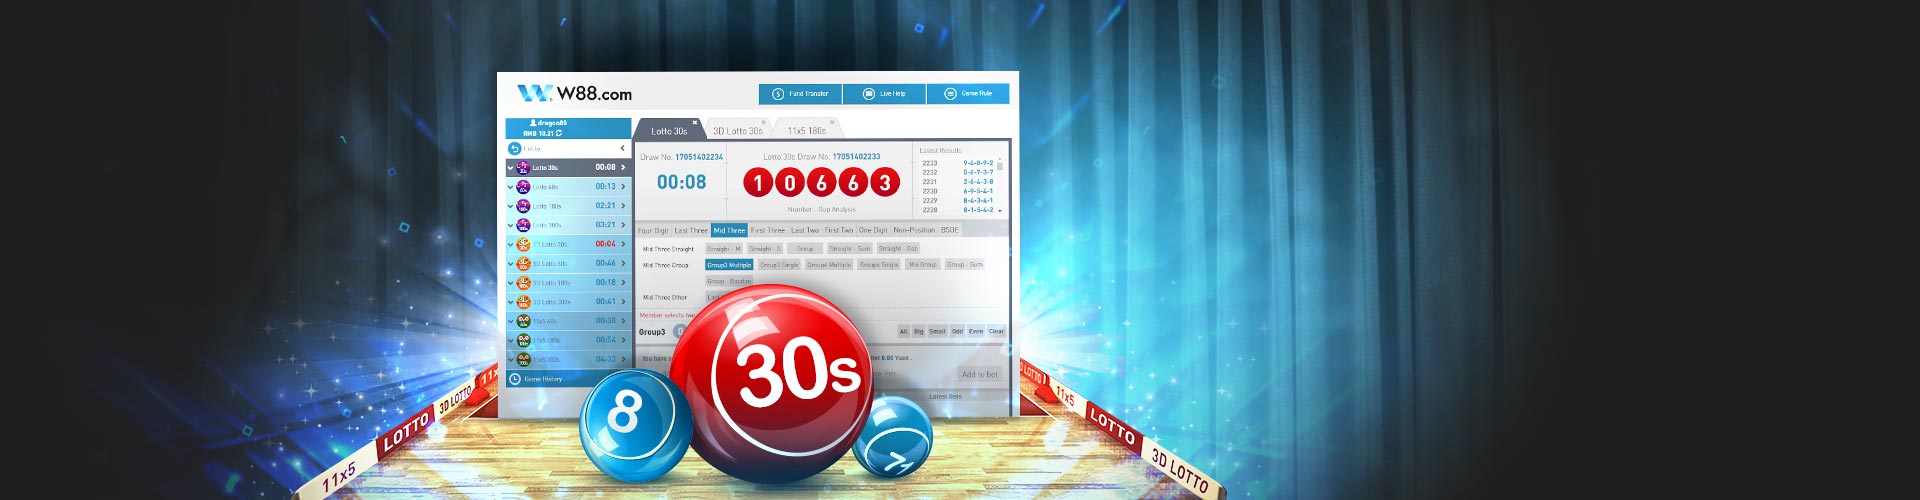 W88.com
Fund Transfer
Live Help
Game Rule
dragon88
RMB 10.21
Lobby
Lotto 30s 00:08
Lotto 60s 00:13
Lotto 180s 02:21
Lotto 300s 03:21
3D Lotto 30s 00:04
3D Lotto 60s 00:46
3D Lotto 180s 00:18
3D Lotto 300s 00:41
11x5 60s 00:38
11x5 180s 00:54
11x5 300s 04:33
Game History
Lotto 30s
3D Lotto 30s
11x5 180s
Draw No. 17051402234
00:08
Lotto 30s Draw No. 17051402233
1 0 6 6 3
Number - Gap Analysis
Latest Results
2233 9-4-8-9-2
2232 5-6-7-3-7
2231 2-6-4-3-8
2230 6-9-5-4-1
2229 8-4-3-4-1
2228 8-1-5-4-2
Four Digit Last Three Mid Three First Three Last Two First Two One Digit Non-Position BSOE
Mid Three Straight Straight - M Straight - S Group Straight - Sum Straight - Gap
Mid Three Group Group3 Multiple Group3 Single Group6 Multiple Group6 Single Mix Group Group - Sum
Mid Three Other
Member selects two
Group3 0
All Big Small Odd Even Clear
You have s
Bet 0.00 Yuan .
Add to bet
Latest Bets
30s
8
7
11x5
LOTTO
3D LOTTO
11x5
LOTTO
3D LOTTO